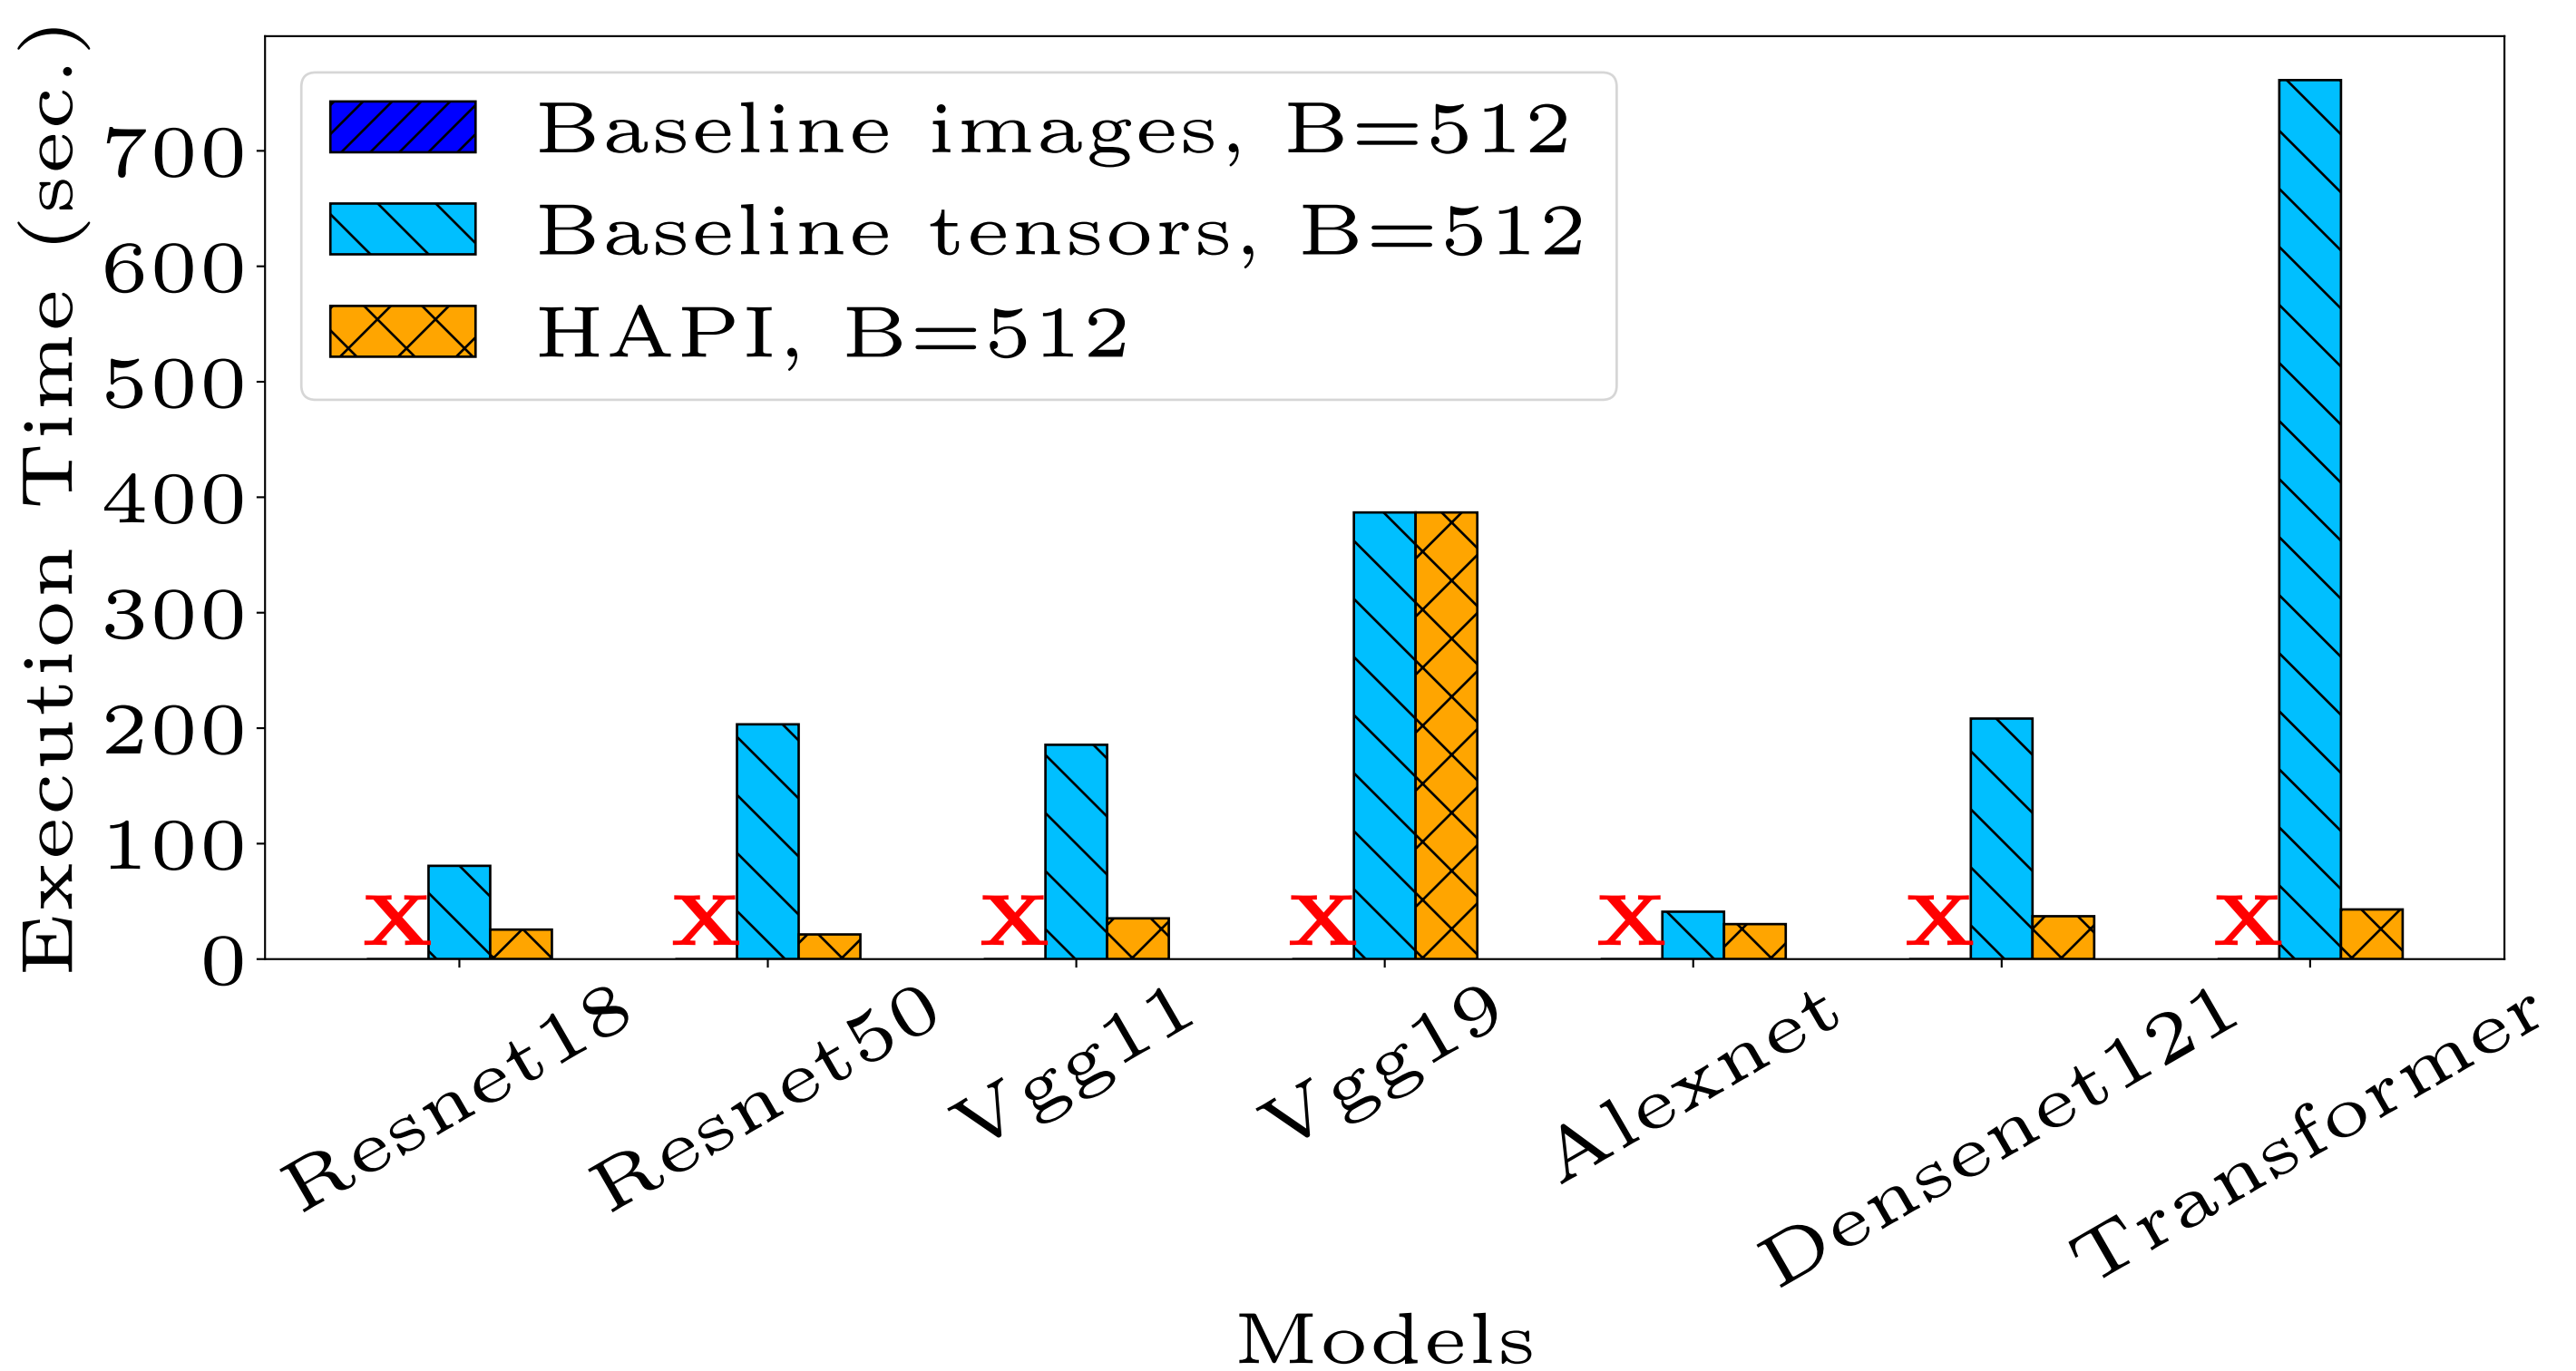 Execution Time (sec.)
700
600
500
400
300
200
100
0
Baseline images, B=512
Baseline tensors, B=512
HAPI, B=512
X X X X X X X
Resnet18
Resnet50
Vgg11
Vgg19
Alexnet
Densenet121
Transformer
Models